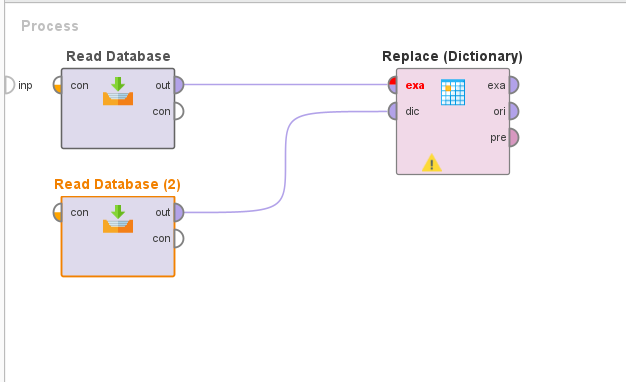 Process
Read Database
inp
con
out
con
Replace (Dictionary)
exa
dic
exa
ori
pre
Read Database (2)
con
out
con